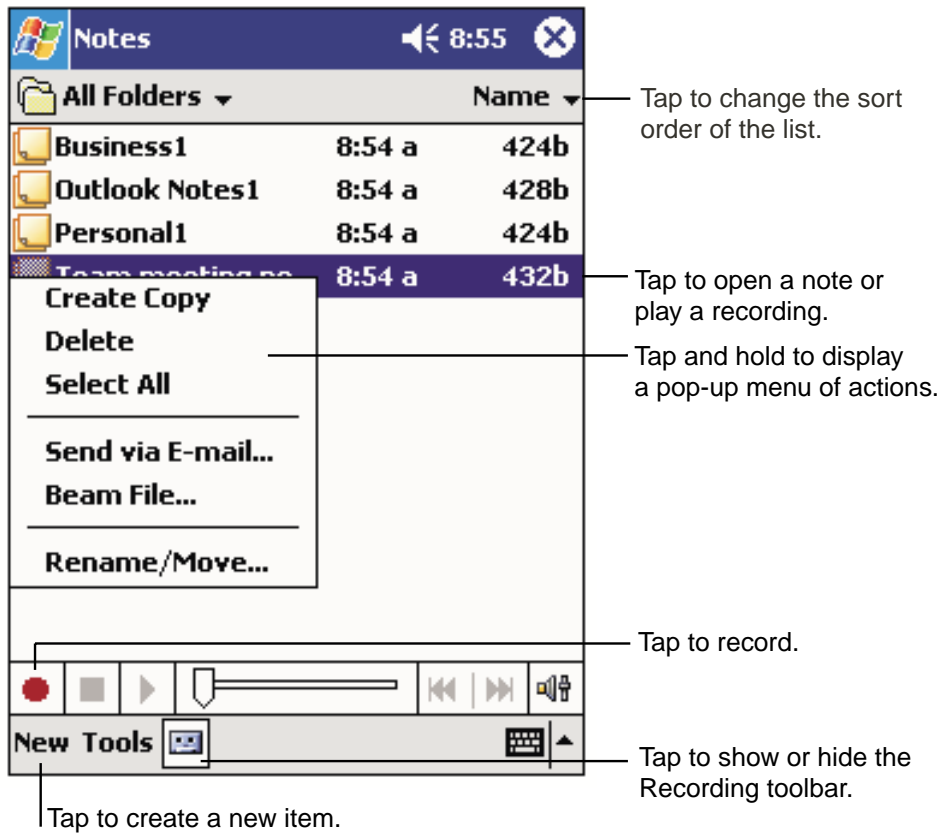 Notes 8:55
All Folders Name
Tap to change the sort
order of the list.
Business1 8:54 a 424b
Outlook Notes1 8:54 a 428b
Personal1 8:54 a 424b
Team meeting no 8:54 a 432b
Tap to open a note or
play a recording.
Create Copy
Delete
Select All
Tap and hold to display
a pop-up menu of actions.
Send via E-mail...
Beam File...
Rename/Move...
Tap to record.
New Tools
Tap to show or hide the
Recording toolbar.
Tap to create a new item.